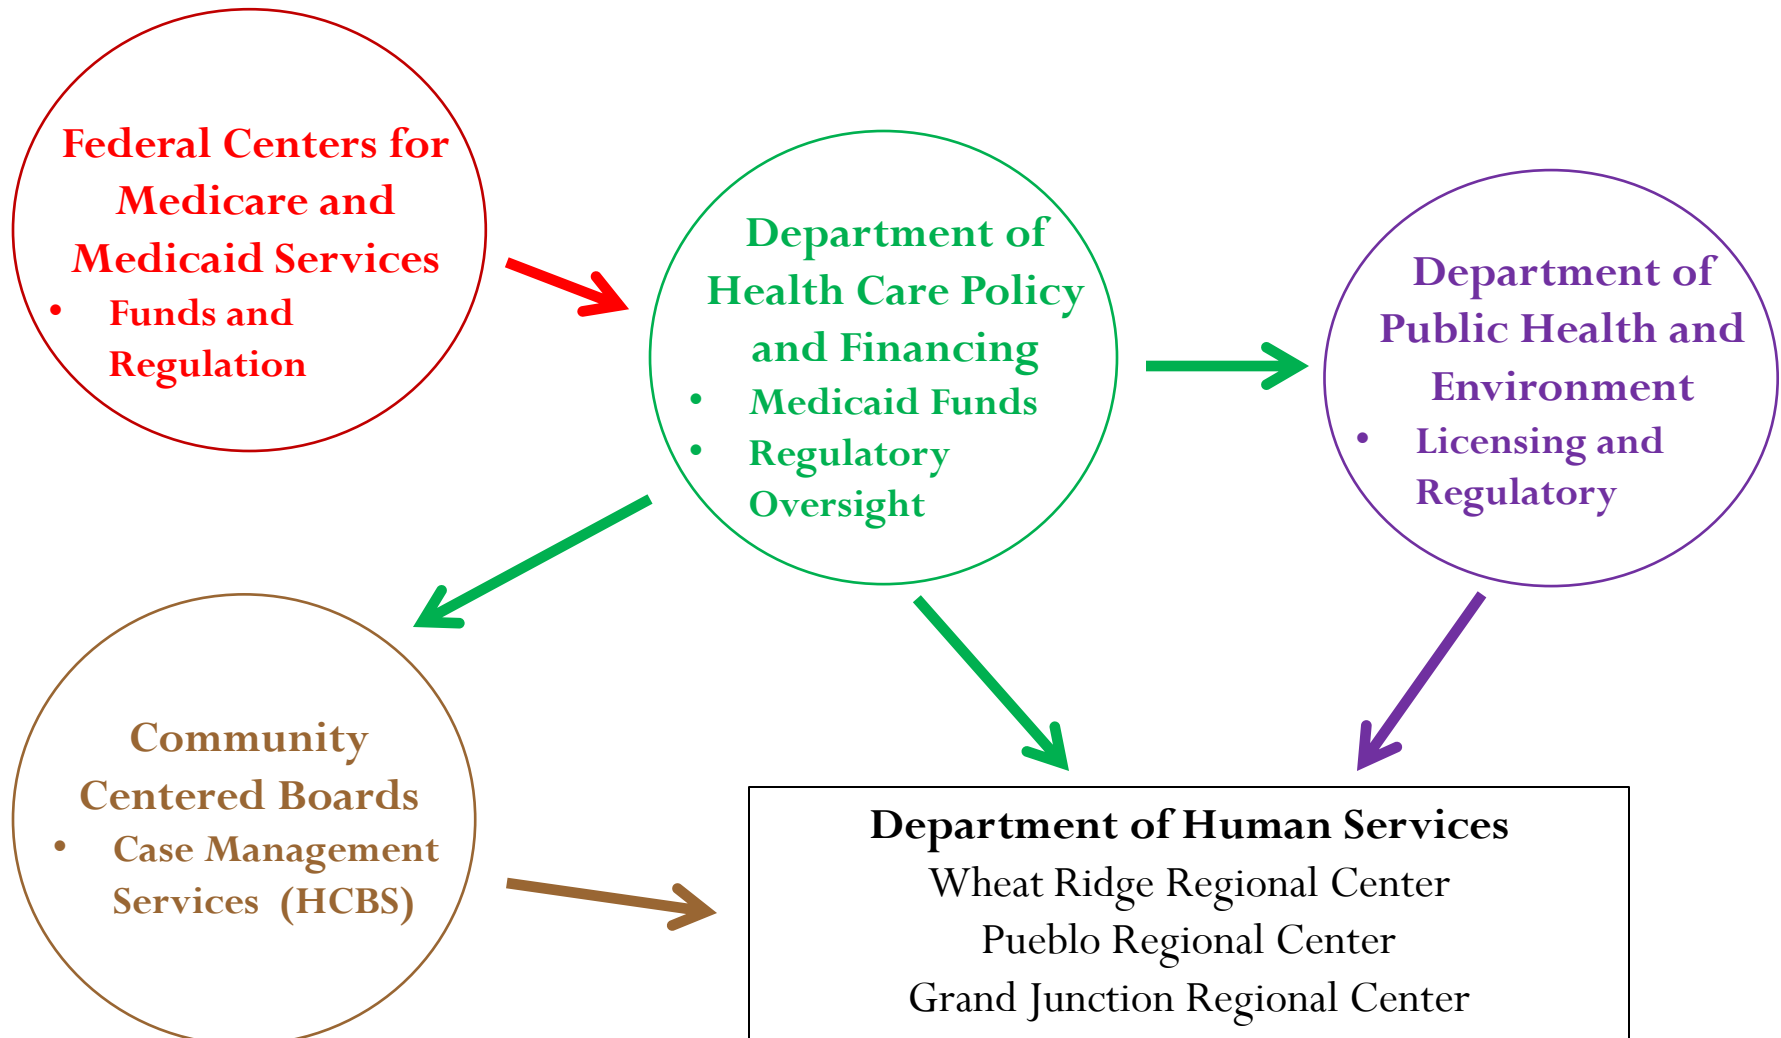 Federal Centers for
Medicare and
Medicaid Services
• Funds and
Regulation
Department of
Health Care Policy
and Financing
• Medicaid Funds
• Regulatory
Oversight
Department of
Public Health and
Environment
• Licensing and
Regulatory
Community
Centered Boards
• Case Management
Services (HCBS)
Department of Human Services
Wheat Ridge Regional Center
Pueblo Regional Center
Grand Junction Regional Center